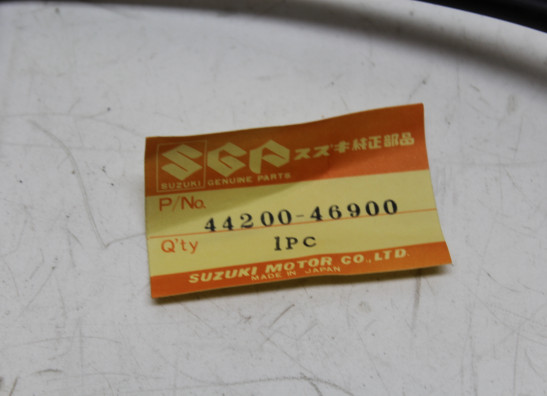 SGP スズキ純正部品
SUZUKI GENUINE PARTS
P/No. 44200-46900
Q'ty 1PC
SUZUKI MOTOR CO.,LTD.
MADE IN JAPAN